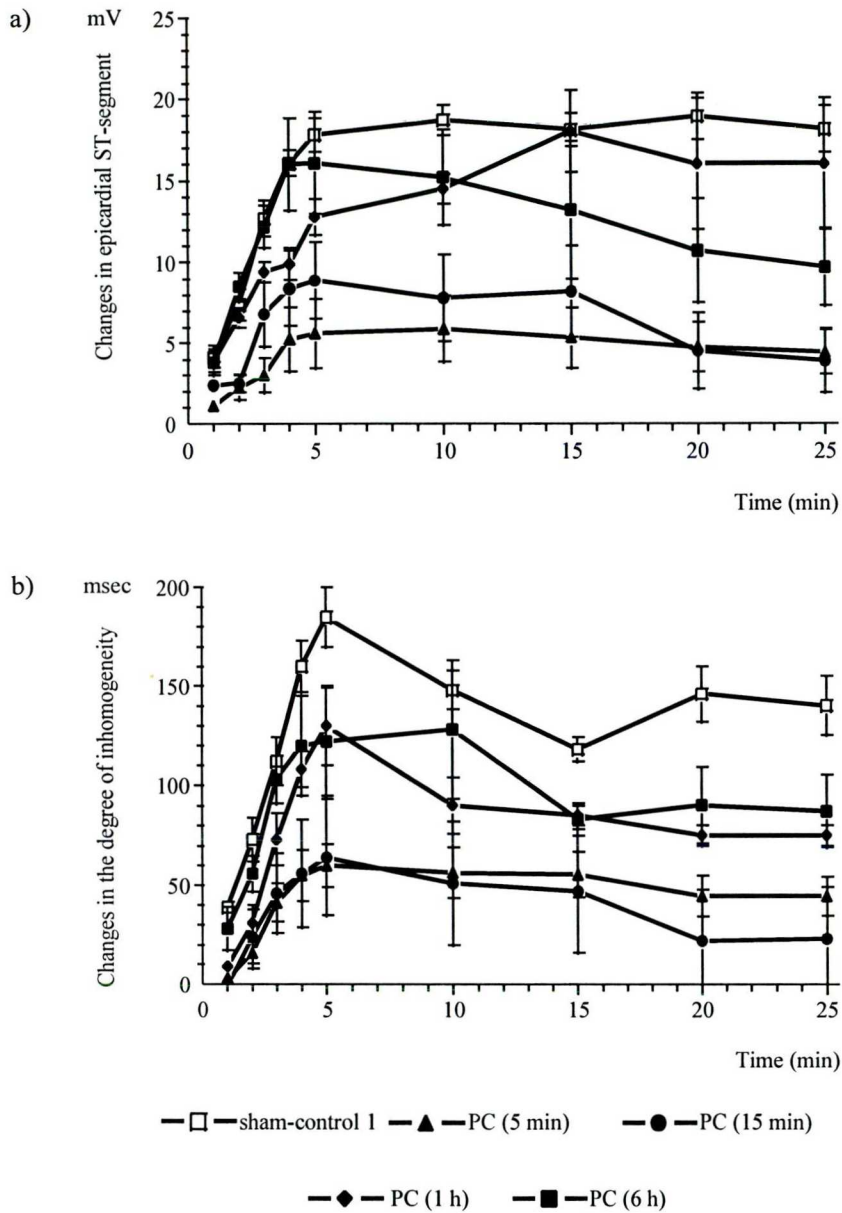 a)
mV
Changes in epicardial ST-segment
25
20
15
10
5
0
5
10
15
20
25
Time (min)
b)
msec
Changes in the degree of inhomogeneity
200
150
100
50
0
0
5
10
15
20
25
Time (min)
sham-control 1
PC (5 min)
PC (15 min)
PC (1 h)
PC (6 h)